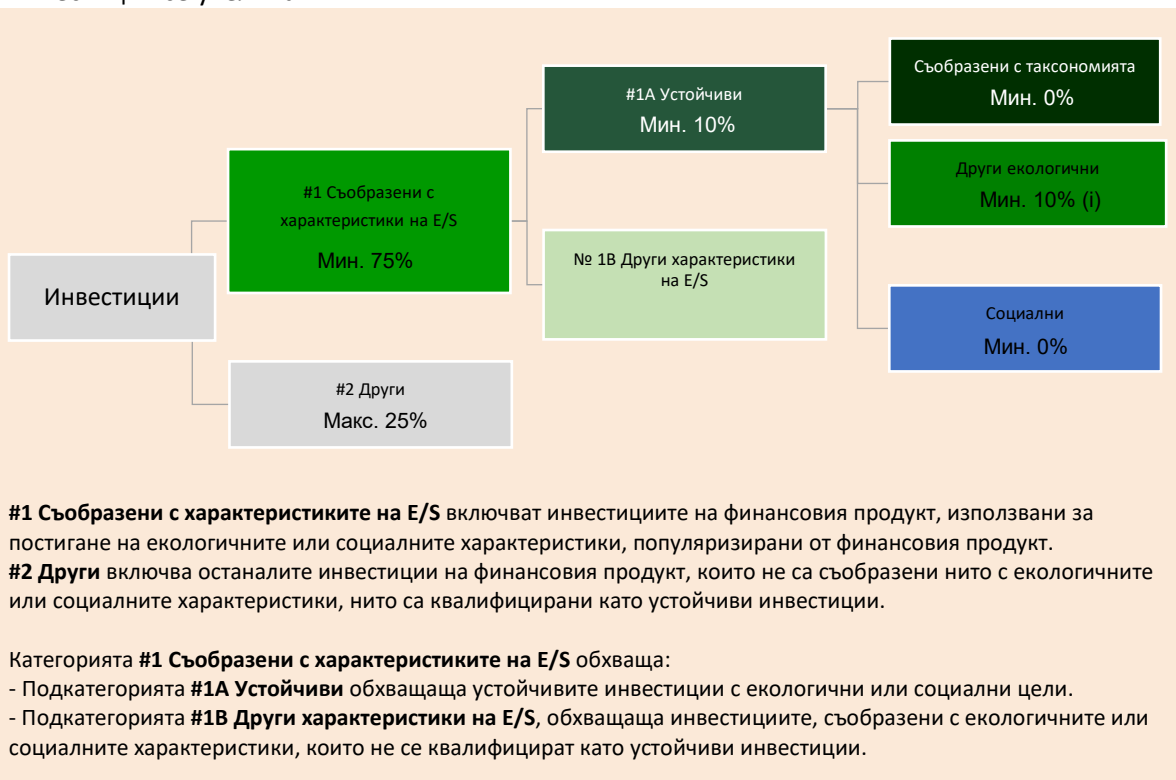 Съобразени с таксономията
Мин. 0%
#1A Устойчиви
Мин. 10%
Други екологични
Мин. 10% (i)
#1 Съобразени с
характеристики на E/S
Мин. 75%
№ 1B Други характеристики
на E/S
Инвестиции
Социални
Мин. 0%
#2 Други
Макс. 25%
#1 Съобразени с характеристиките на E/S включват инвестициите на финансовия продукт, използвани за
постигане на екологичните или социалните характеристики, популяризирани от финансовия продукт.
#2 Други включва останалите инвестиции на финансовия продукт, които не са съобразени нито с екологичните
или социалните характеристики, нито са квалифицирани като устойчиви инвестиции.
Категорията #1 Съобразени с характеристиките на E/S обхваща:
- Подкатегорията #1A Устойчиви обхващаща устойчивите инвестиции с екологични или социални цели.
- Подкатегорията #1B Други характеристики на E/S, обхващаща инвестициите, съобразени с екологичните или
социалните характеристики, които не се квалифицират като устойчиви инвестиции.